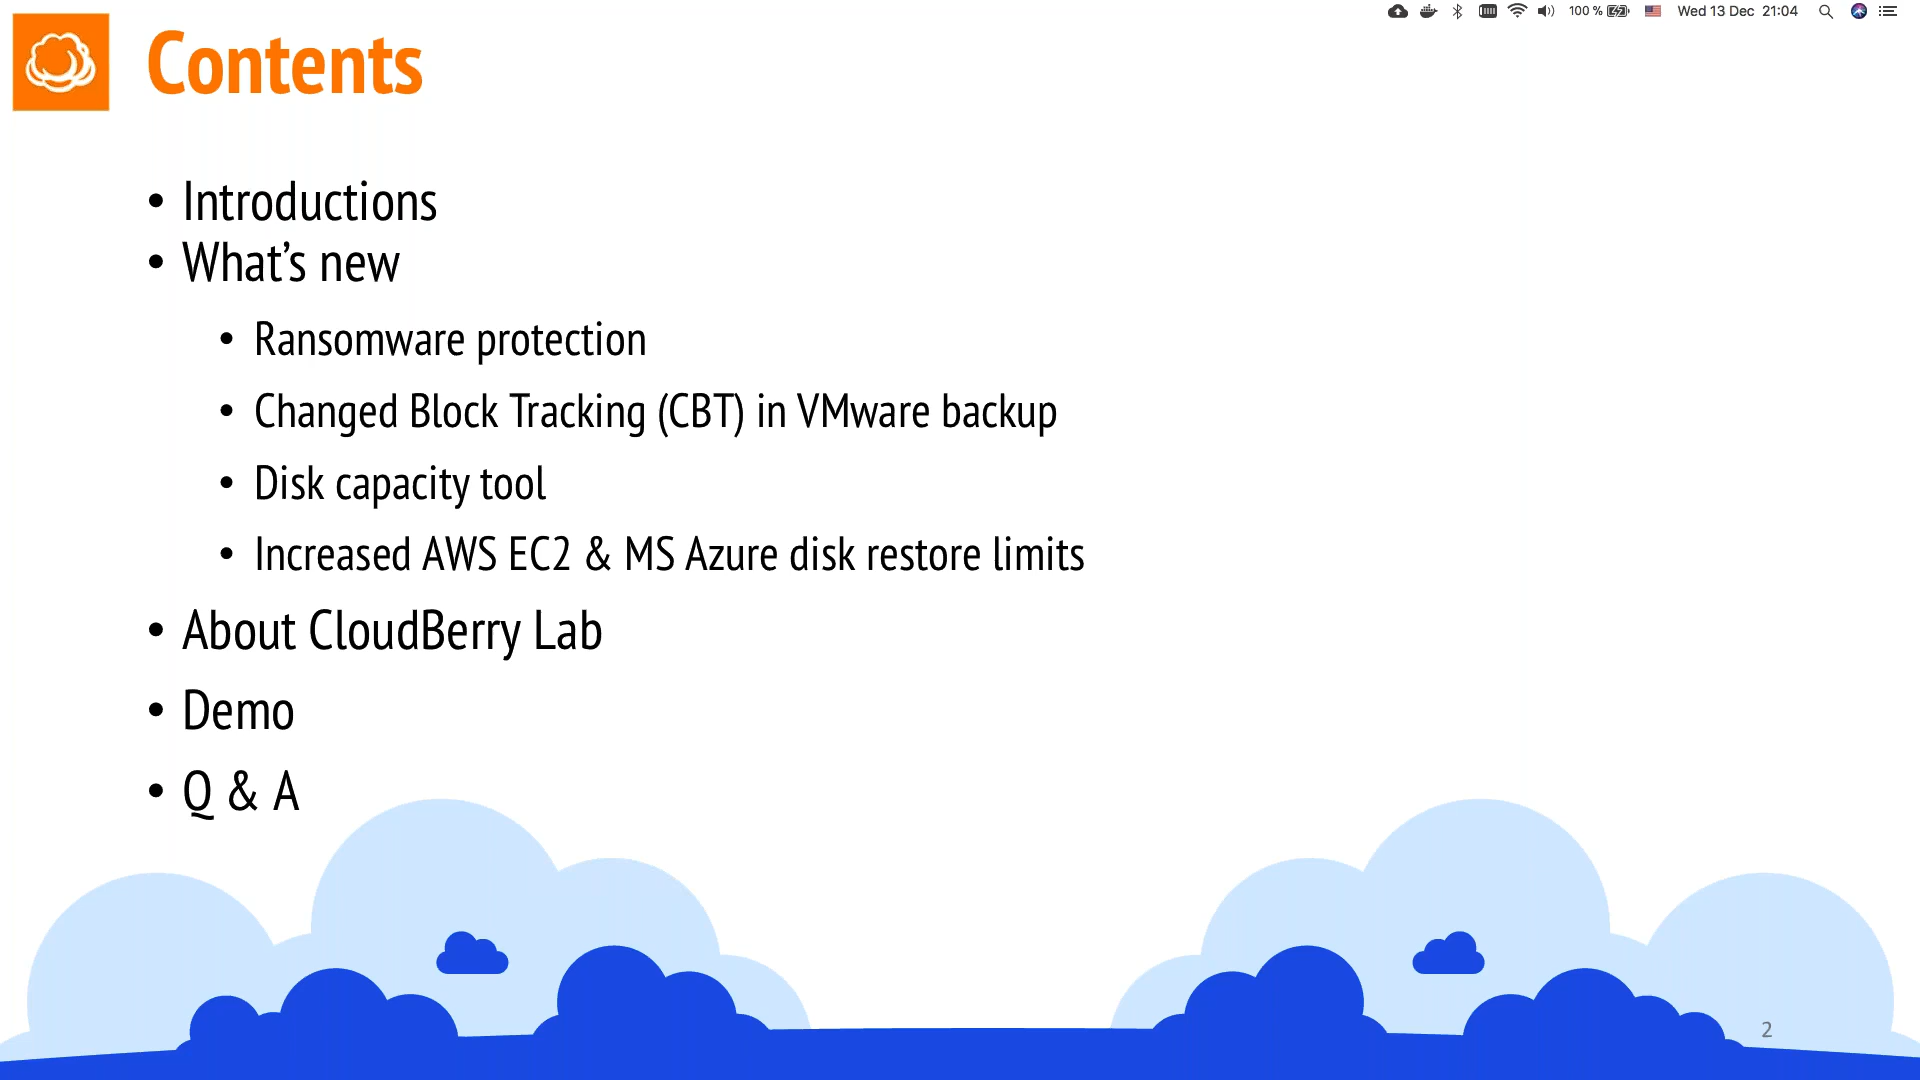 100 % Wed 13 Dec 21:04
Contents
• Introductions
• What’s new
• Ransomware protection
• Changed Block Tracking (CBT) in VMware backup
• Disk capacity tool
• Increased AWS EC2 & MS Azure disk restore limits
• About CloudBerry Lab
• Demo
• Q & A
2